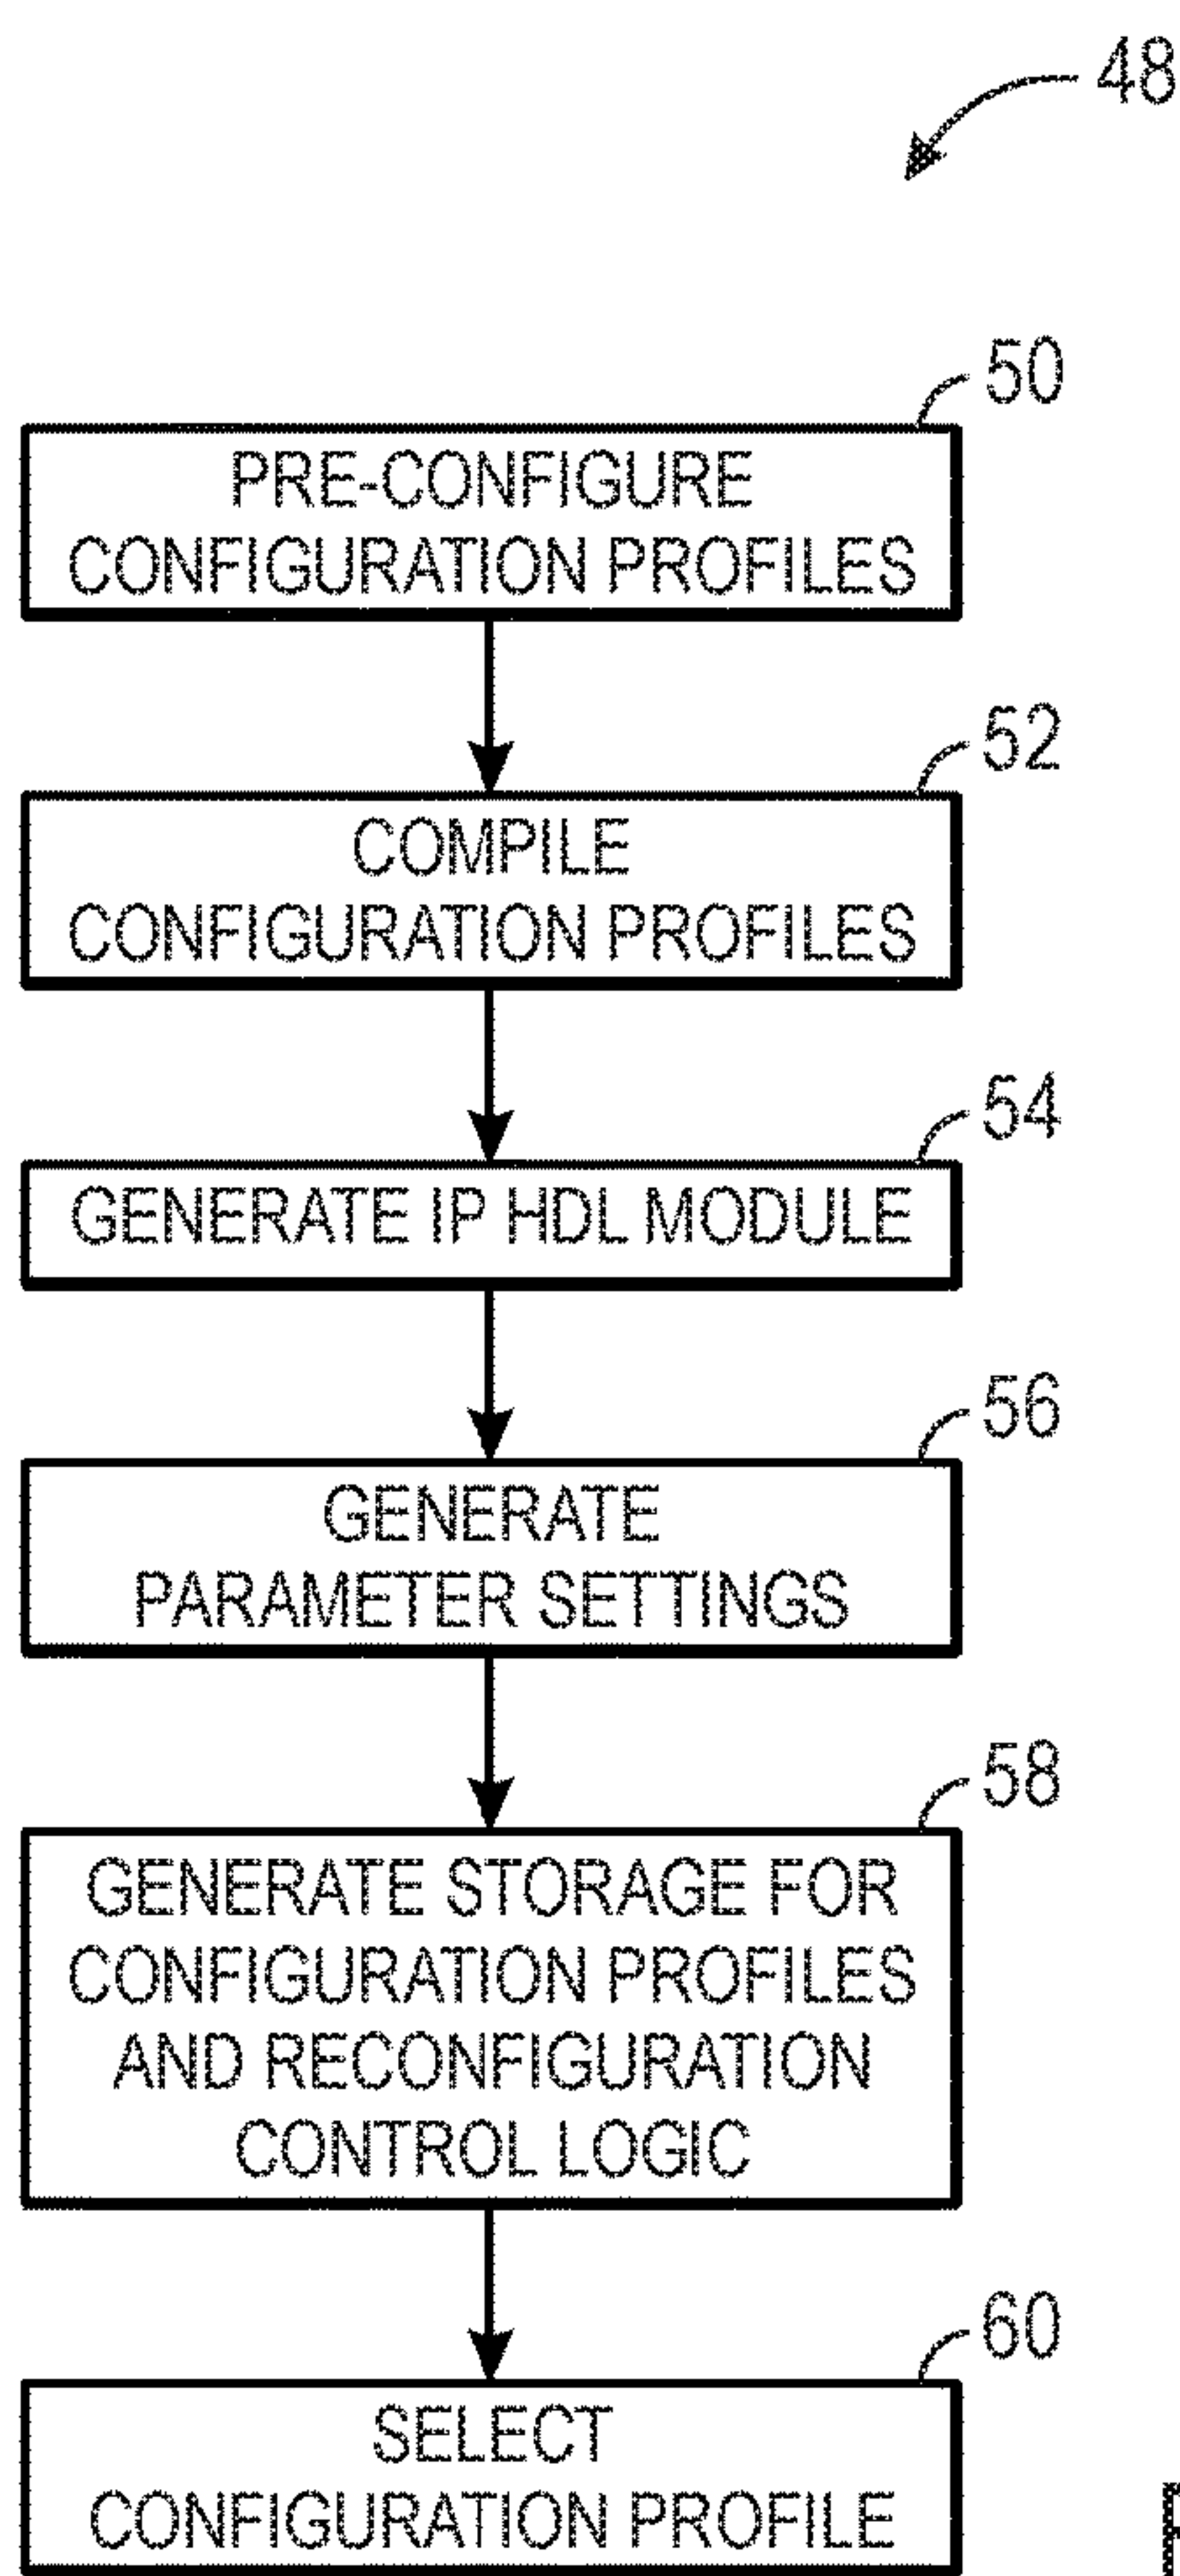 48
50
PRE-CONFIGURE
CONFIGURATION PROFILES
52
COMPILE
CONFIGURATION PROFILES
54
GENERATE IP HDL MODULE
56
GENERATE
PARAMETER SETTINGS
58
GENERATE STORAGE FOR
CONFIGURATION PROFILES
AND RECONFIGURATION
CONTROL LOGIC
60
SELECT
CONFIGURATION PROFILE